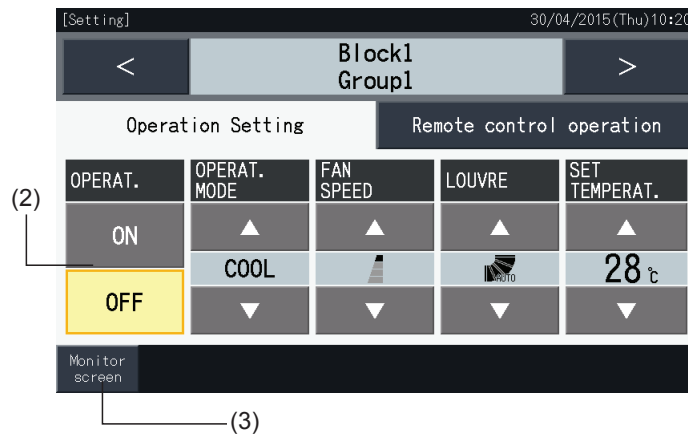 [Setting] 30/04/2015(Thu)10:20
< Block1 >
Group1
Operation Setting Remote control operation
OPERAT. OPERAT. MODE FAN SPEED LOUVRE SET TEMPERAT.
(2)
ON
COOL AUTO 28℃
OFF
Monitor
screen
(3)